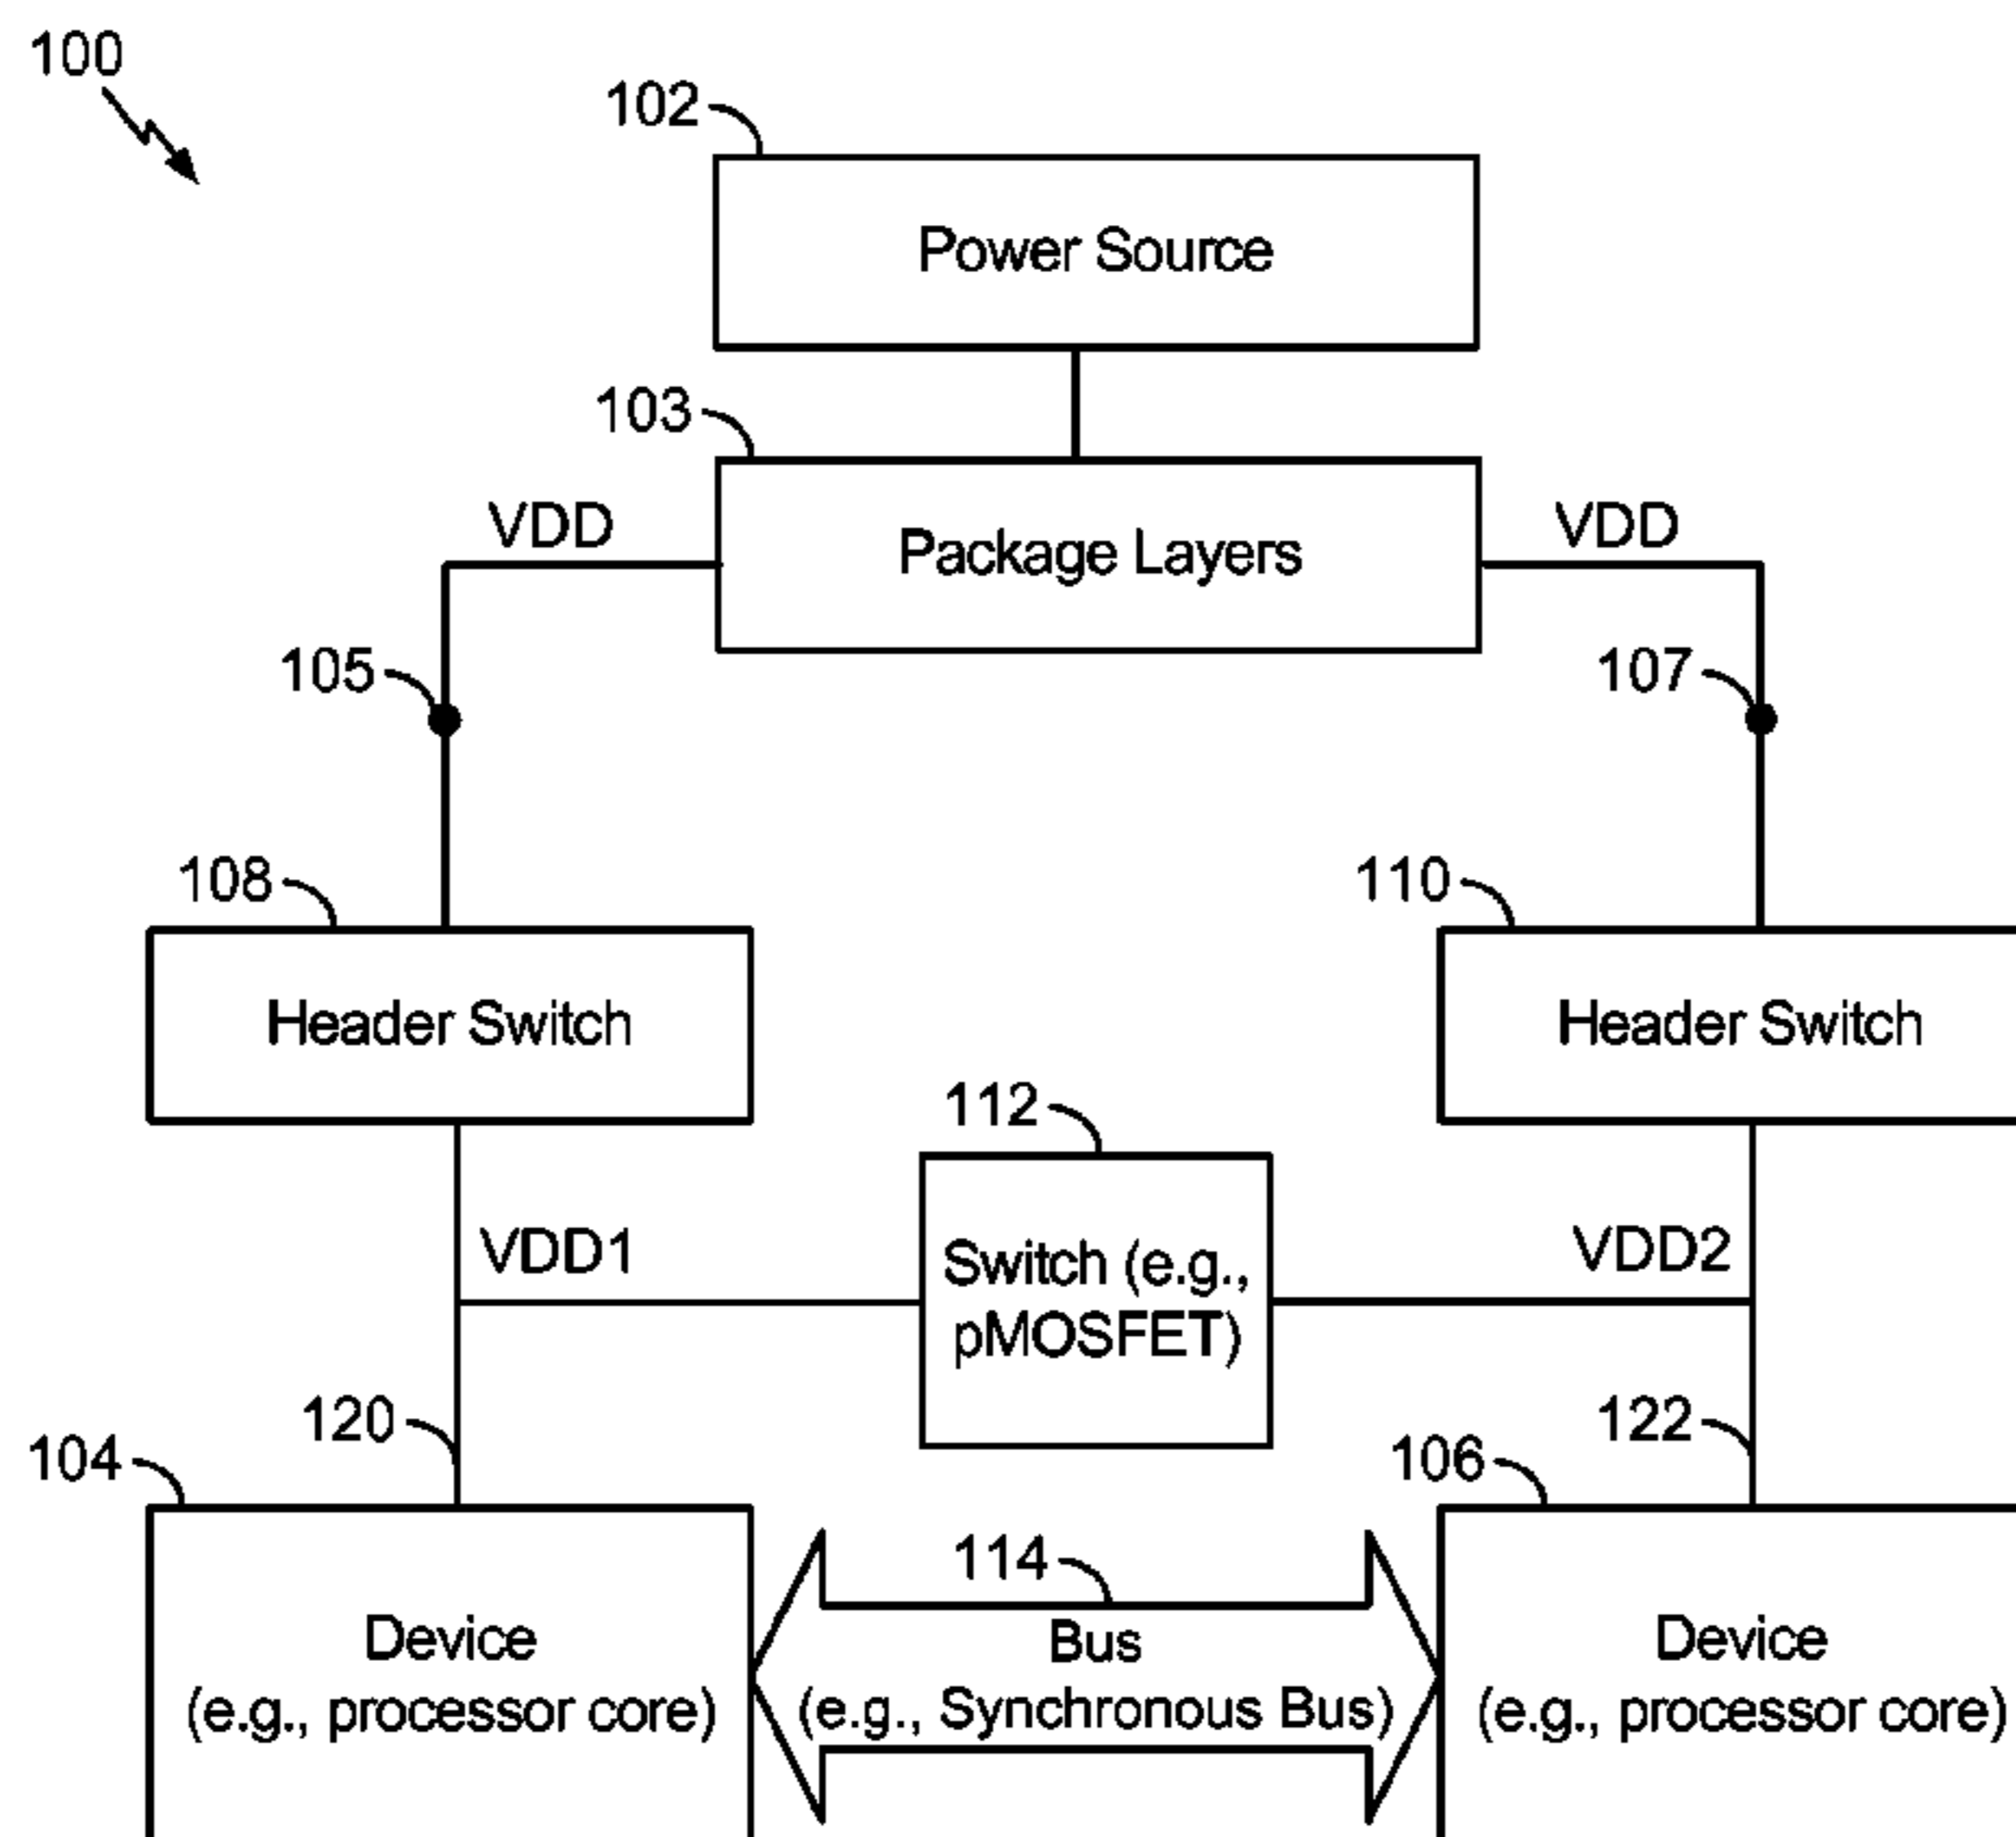 100
102
Power Source
103
VDD
Package Layers
VDD
105
107
108
110
Header Switch
Header Switch
112
VDD1
Switch (e.g.,
pMOSFET)
VDD2
120
122
104
106
114
Device
(e.g., processor core)
Bus
(e.g., Synchronous Bus)
Device
(e.g., processor core)